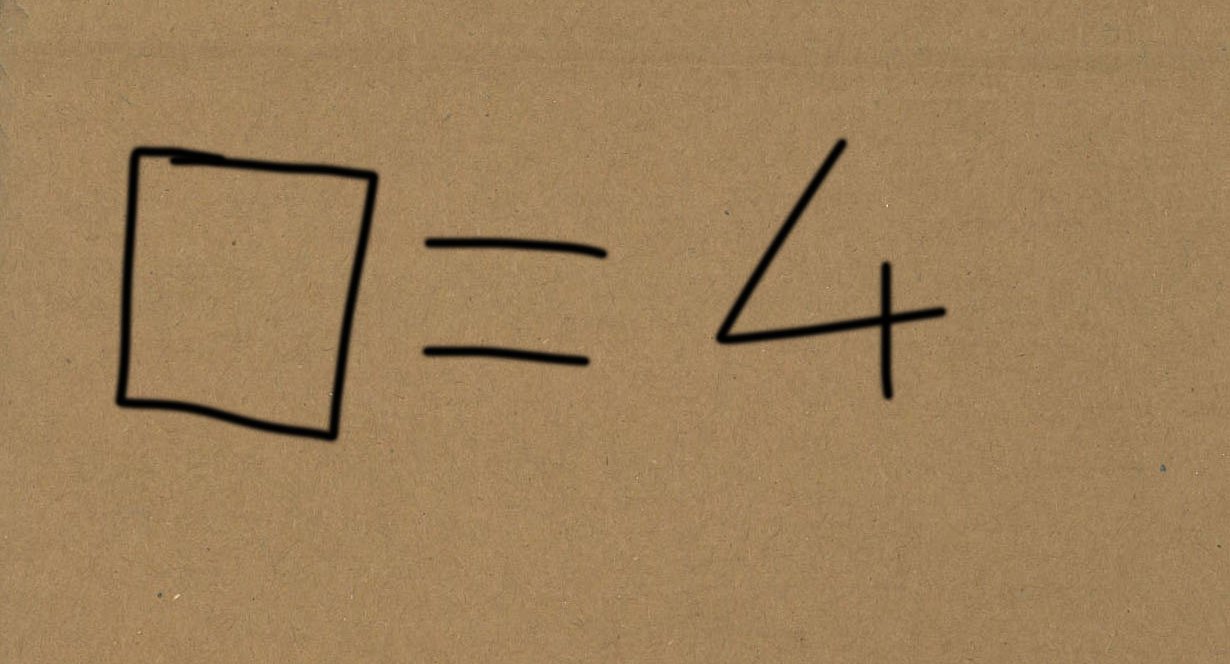 □ = 4